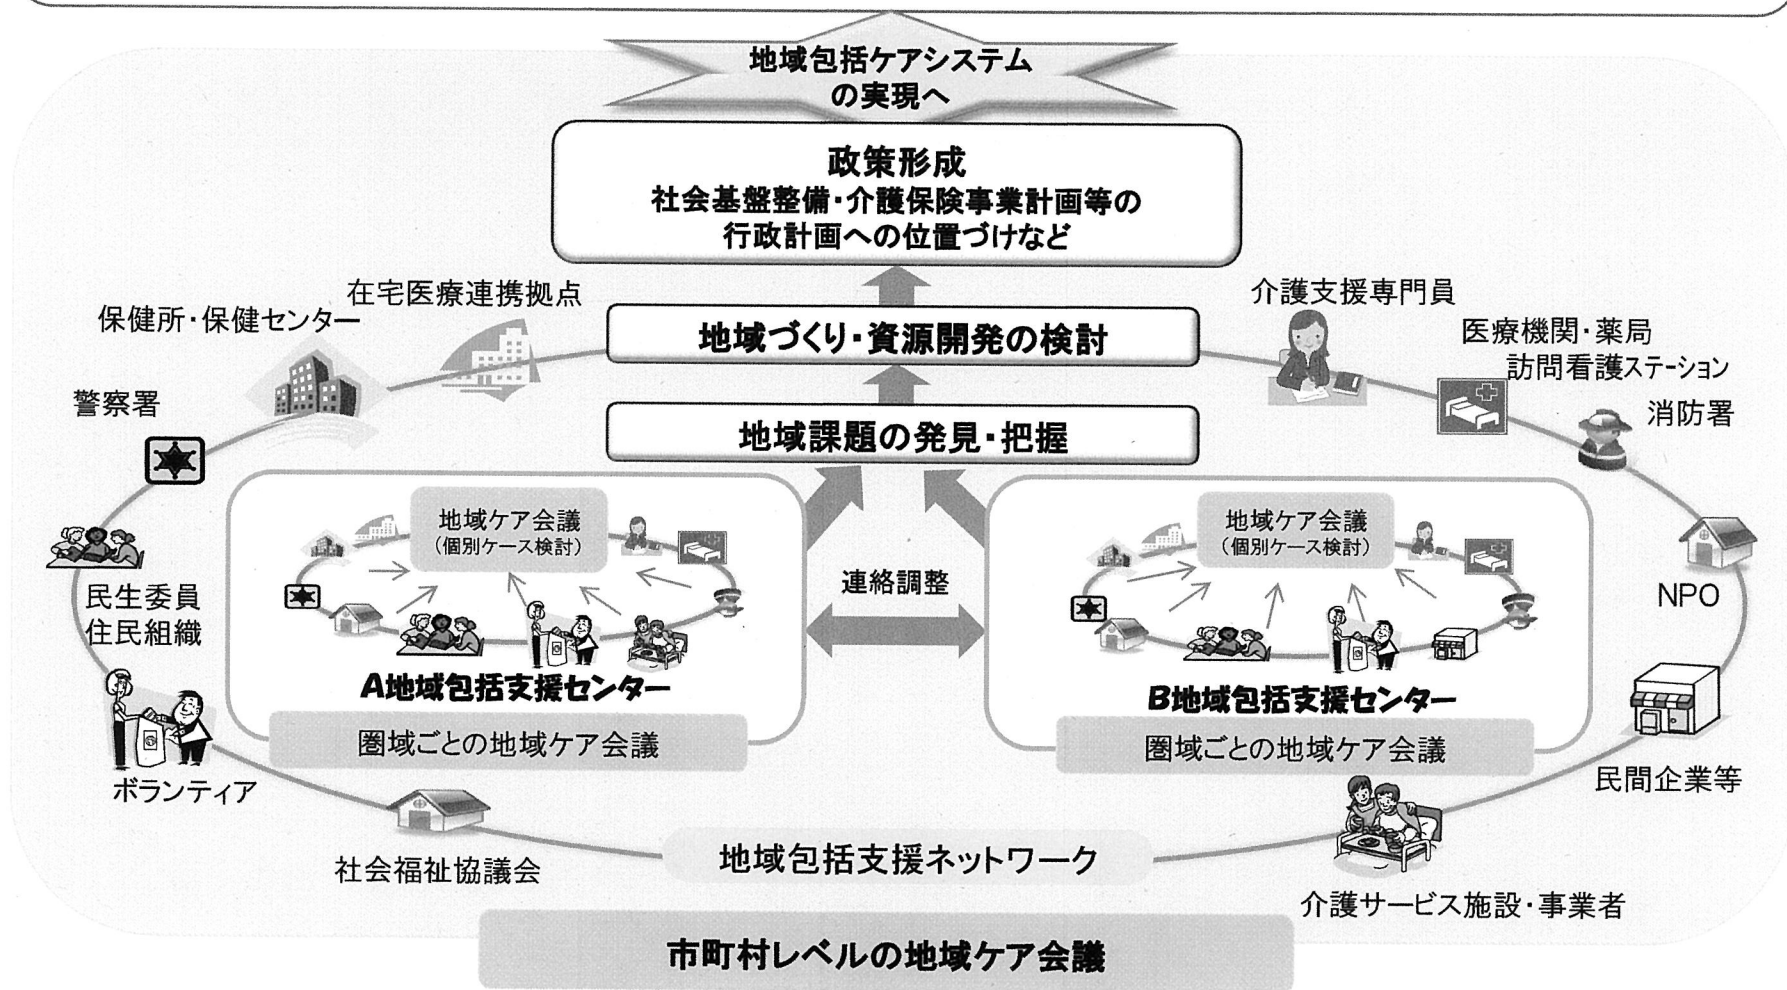 地域包括ケアシステム
の実現へ
政策形成
社会基盤整備・介護保険事業計画等の
行政計画への位置づけなど
地域づくり・資源開発の検討
地域課題の発見・把握
在宅医療連携拠点
保健所・保健センター
警察署
民生委員
住民組織
ボランティア
社会福祉協議会
介護支援専門員
医療機関・薬局
訪問看護ステーション
消防署
NPO
民間企業等
介護サービス施設・事業者
地域ケア会議
(個別ケース検討)
A地域包括支援センター
圏域ごとの地域ケア会議
連絡調整
地域ケア会議
(個別ケース検討)
B地域包括支援センター
圏域ごとの地域ケア会議
地域包括支援ネットワーク
市町村レベルの地域ケア会議